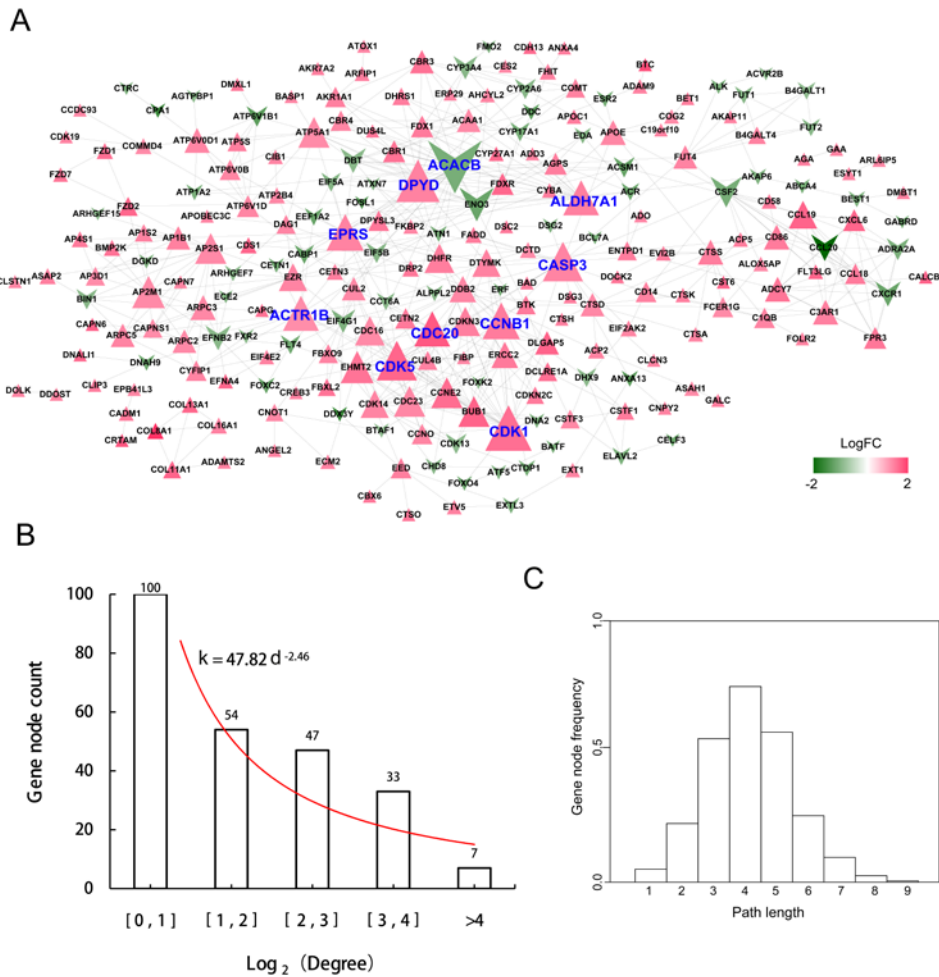 A
ATOX1 FMO2 CDH13 ANXA4
AKR7A2 CBR3 CYP3A4 CES2 BTC
CTRC DMXL1 ARFIP1 FHIT ALK ACVR2B
AGTPBP1 BASP1 AKR1A1 DHRS1 ERP29 AHCYL2 CYP2A6 COMT ADAM9 FUT1 B4GALT1
CCDC93 CPA1 ATP6V1B1 CBR4 DDC ESR2 BET1
CDK19 COMMD4 ATP6V0D1 ATP5S ATP5A1 DUS4L FDX1 ACAA1 CYP17A1 APOC1 EDA APOE COG2 C19orf10 AKAP11 B4GALT4 FUT2
FZD1 ATP6V0B CIB1 DBT CBR1 ACACB CYP27A1 ADD3 AGPS ACSM1 FUT4 AGA GAA ARL6IP5
FZD7 ATP1A2 ATP2B4 EIF5A ATXN7 DPYD FDXR CYBA ACR AKAP6 CSF2 ABCA4 ESYT1
FZD2 ATP6V1D FOSL1 ENO3 ALDH7A1 CD58 BEST1 DMBT1
ARHGEF15 APOBEC3C EEF1A2 DPYSL3 DSC2 DSG2 ADO CCL19 CXCL6 GABRD
AP4S1 AP1S2 AP1B1 DAG1 EPRS FKBP2 ATN1 FADD BCL7A ACP5 CD86
BMP2K AP2S1 CDS1 CABP1 EIF5B DCTD ENTPD1 EVI2B CTSS CCL20 ADRA2A
DGKD CETN1 DRP2 DHFR DTYMK CASP3 ALOX5AP FLT3LG CCL18
CLSTN1 ASAP2 AP3D1 CAPN7 ARHGEF7 CETN3 DOCK2 CST6 ADCY7 CALCB
BIN1 AP2M1 ECE2 EZR CUL2 CCT6A ALPPL2 DDB2 ERF BAD CD14 CTSK FCER1G CXCR1
ARPC3 CAPG DSG3 CTSD C1QB C3AR1
CAPN6 ARPC5 CAPNS1 ACTR1B EIF4G1 CETN2 CDKN3 BTK CCNB1 CTSH EIF2AK2 CTSA FOLR2 FPR3
ARPC2 EFNB2 FXR2 FLT4 CDC16 CDC20
DNALI1 DNAH9 CYFIP1 EIF4E2 FBXO9 CUL4B FIBP ERCC2 DLGAP5 ACP2 CLCN3
EHMT2 CDK5 DCLRE1A DHX9 ANXA13 ASAH1
DOLK DDOST CLIP3 EPB41L3 EFNA4 FOXC2 CREB3 FBXL2 FOXK2 CDKN2C GALC
CADM1 COL13A1 DDX3Y CDK14 CDC23 CCNE2 BUB1 DNA2 CSTF3 CSTF1 CNPY2
CRTAM COL8A1 COL16A1 CNOT1 BTAF1 CCNO CDK1 CELF3
COL11A1 ADAMTS2 ANGEL2 CDK13 BATF ELAVL2
ECM2 EED CHD8 ATF5 CTDP1 EXT1
CBX6 FOXO4
CTSO ETV5 EXTL3
LogFC
-2 2
B
Gene node count
100
80
60
40
20
0
100
54
47
33
7
k = 47.82 d -2.46
[ 0 , 1 ] [ 1 , 2 ] [ 2 , 3 ] [ 3 , 4 ] >4
Log 2 (Degree)
C
Gene node frequency
1.0
0.5
0.0
1 2 3 4 5 6 7 8 9
Path length